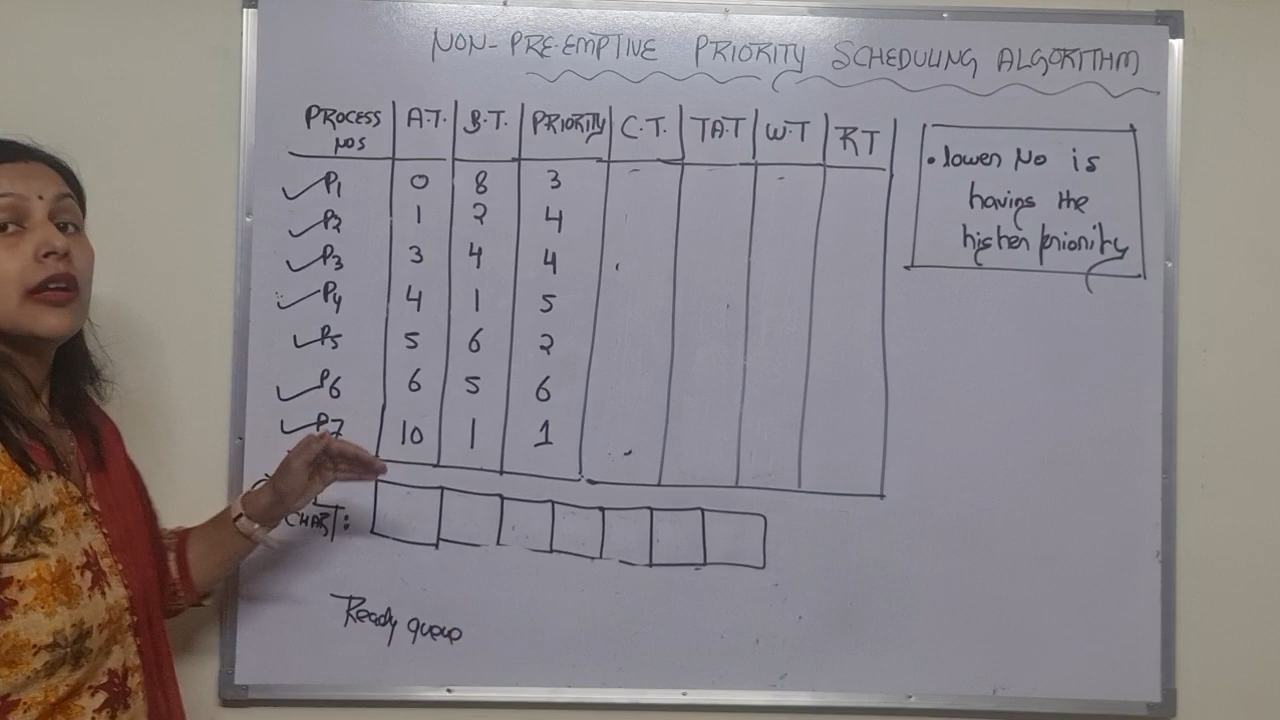 NON-PRE-EMPTIVE PRIORITY SCHEDULING ALGORITHM
PROCESS NOS A.T. B.T. PRIORITY C.T. TAT W.T RT
P1 0 8 3
P2 1 2 4
P3 3 4 4
P4 4 1 5
P5 5 6 2
P6 6 5 6
P7 10 1 1
• lower No is
having the
higher priority
CHART:
Ready queue